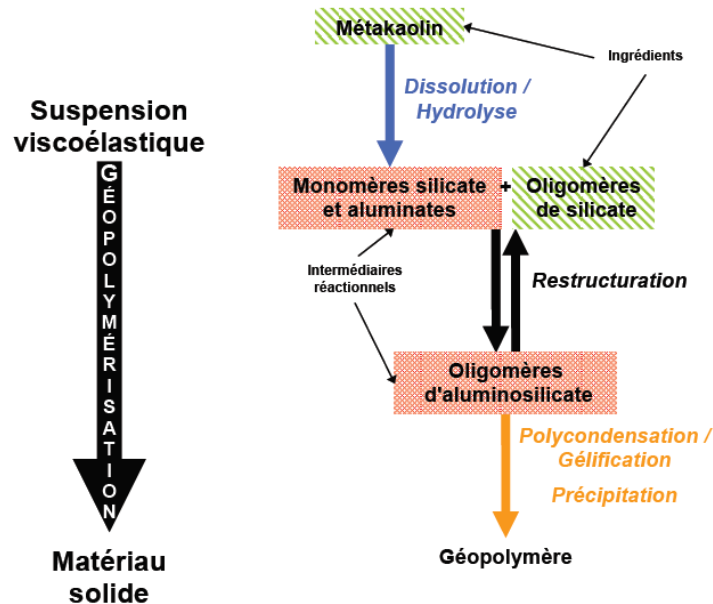 Métakaolin
Ingrédients
Dissolution /
Hydrolyse
Suspension
viscoélastique
GÉOPOLYMÉRISATION
Monomères silicate
et aluminates
+
Oligomères
de silicate
Intermédiaires
réactionnels
Restructuration
Oligomères
d'aluminosilicate
Polycondensation /
Gélification
Précipitation
Matériau
solide
Géopolymère